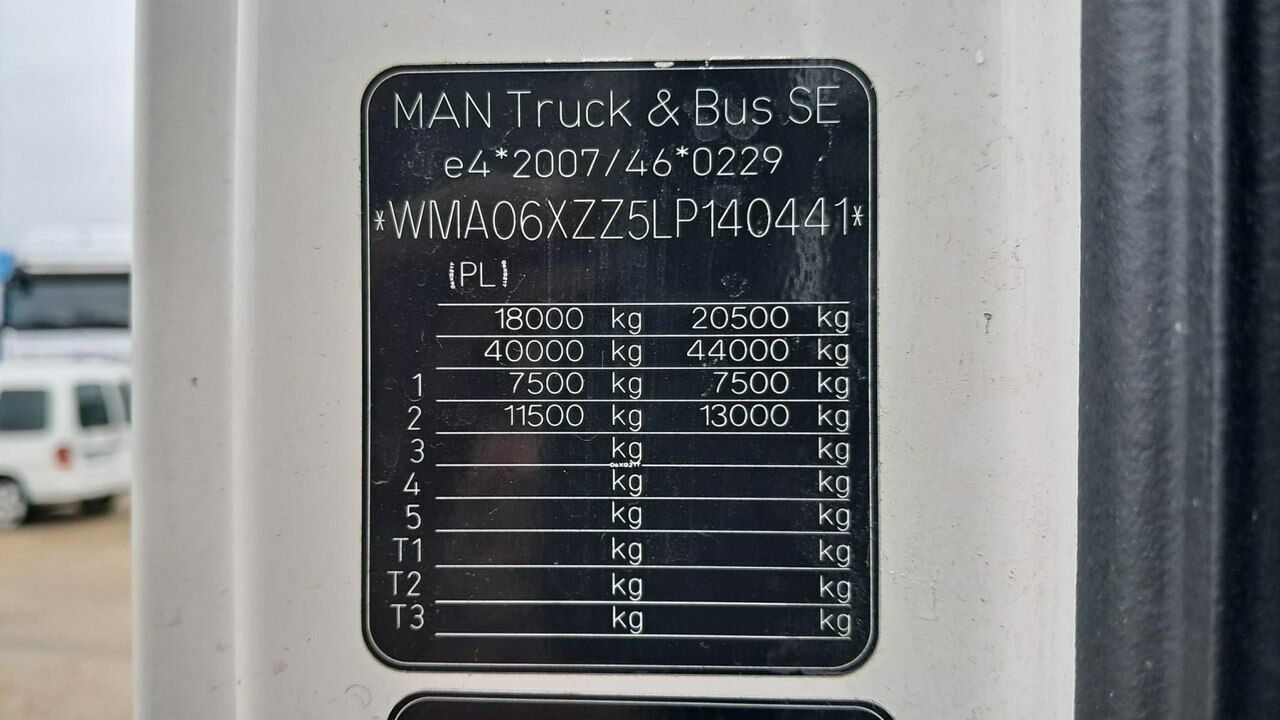 MAN Truck & Bus SE
e4*2007/46*0229
*WMA06XZZ5LP140441*
PL
18000 kg 20500 kg
40000 kg 44000 kg
1 7500 kg 7500 kg
2 11500 kg 13000 kg
3 kg kg
4 kg kg
5 kg kg
T1 kg kg
T2 kg kg
T3 kg kg